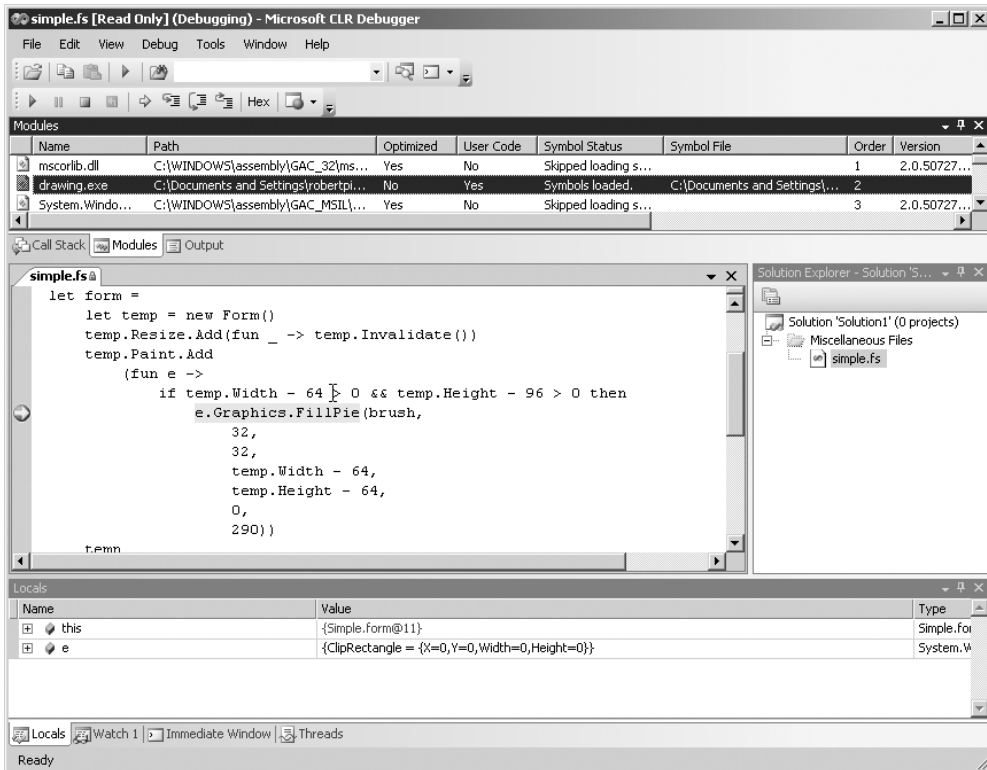 simple.fs [Read Only] (Debugging) - Microsoft CLR Debugger
File Edit View Debug Tools Window Help
Hex
Modules
Name Path Optimized User Code Symbol Status Symbol File Order Version
mscorlib.dll C:\WINDOWS\assembly\GAC_32\ms... Yes No Skipped loading s... 1 2.0.50727...
drawing.exe C:\Documents and Settings\robertpi... No Yes Symbols loaded. C:\Documents and Settings\... 2
System.Windo... C:\WINDOWS\assembly\GAC_MSIL\... Yes No Skipped loading s... 3 2.0.50727...
Call Stack Modules Output
simple.fs
let form =
let temp = new Form()
temp.Resize.Add(fun _ -> temp.Invalidate())
temp.Paint.Add
(fun e ->
if temp.Width - 64 > 0 && temp.Height - 96 > 0 then
e.Graphics.FillPie(brush,
32,
32,
temp.Width - 64,
temp.Height - 64,
0,
290))
temp
Solution Explorer - Solution 'S...
Solution 'Solution1' (0 projects)
Miscellaneous Files
simple.fs
Locals
Name Value Type
this {Simple.form@11} Simple.for
e {ClipRectangle = {X=0,Y=0,Width=0,Height=0}} System.W
Locals Watch 1 Immediate Window Threads
Ready